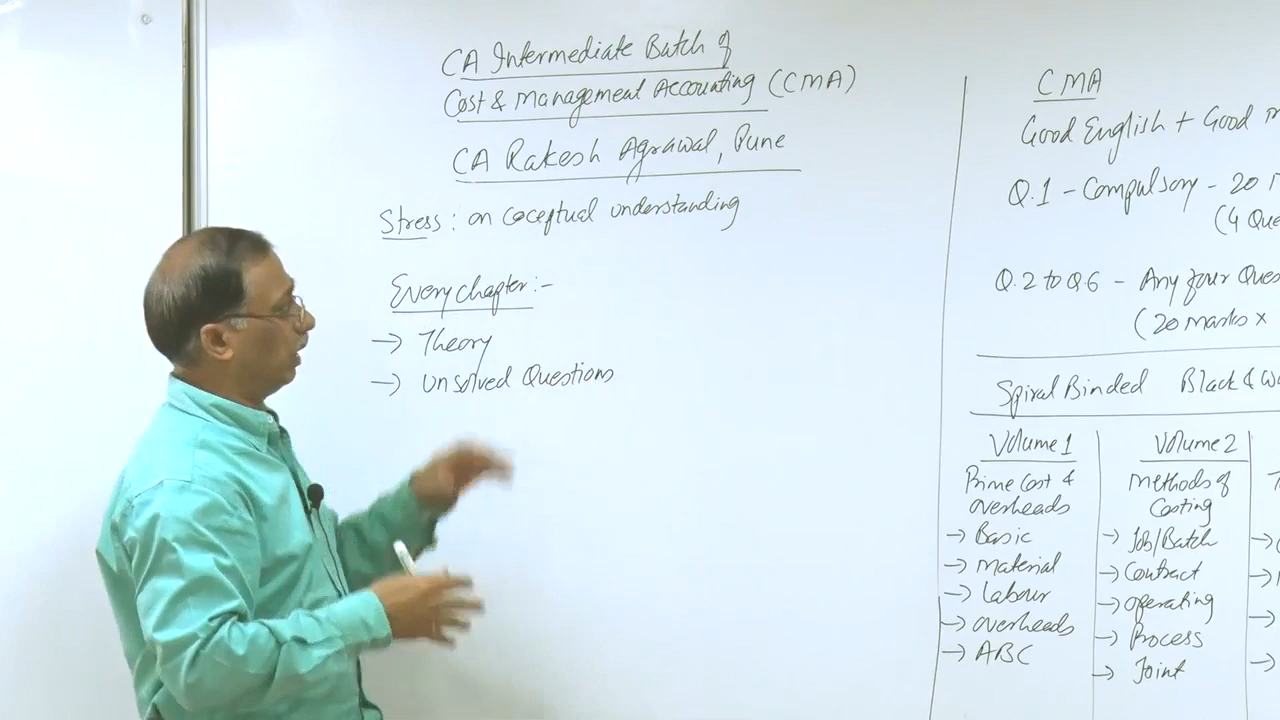 CA Intermediate Batch of
Cost & Management Accounting (CMA)
CA Rakesh Agrawal, Pune
Stress : on coceptual understanding
Every chapter :-
→ Theory
→ Unsolved Questions
CMA
Good English + Good
Q.1 - Compulsory - 20
(4 Que
Q.2 to Q.6 - Any four Ques
(20 marks x
Spiral Binded Black &
Volume 1
Prime Cost &
overheads
→ Basic
→ Material
→ Labour
→ overheads
→ ABC
Volume 2
Methods of
Costing
→ Job/Batch
→ Contract
→ operating
→ Process
→ Joint